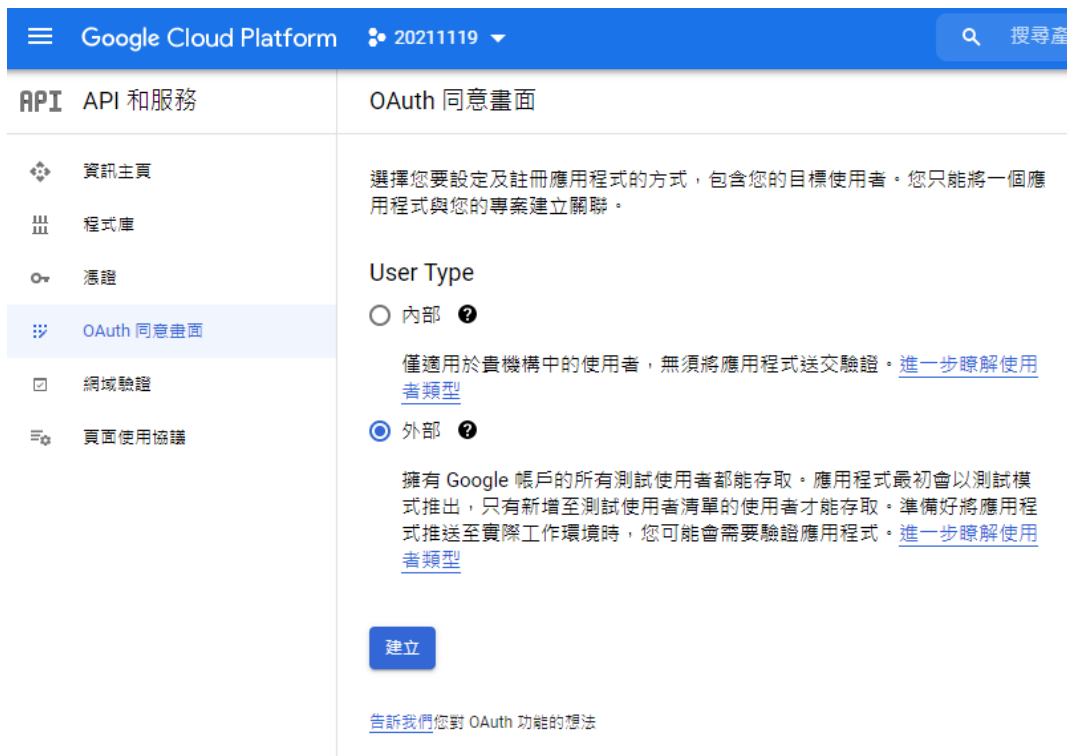 Google Cloud Platform
20211119
搜尋產
API
API 和服務
OAuth 同意畫面
資訊主頁
程式庫
憑證
OAuth 同意畫面
網域驗證
頁面使用協議
選擇您要設定及註冊應用程式的方式，包含您的目標使用者。您只能將一個應
用程式與您的專案建立關聯。
User Type
內部
僅適用於貴機構中的使用者，無須將應用程式送交驗證。進一步瞭解使用
者類型
外部
擁有 Google 帳戶的所有測試使用者都能存取。應用程式最初會以測試模
式推出，只有新增至測試使用者清單的使用者才能存取。準備好將應用程
式推送至實際工作環境時，您可能會需要驗證應用程式。進一步瞭解使用
者類型
建立
告訴我們您對 OAuth 功能的想法